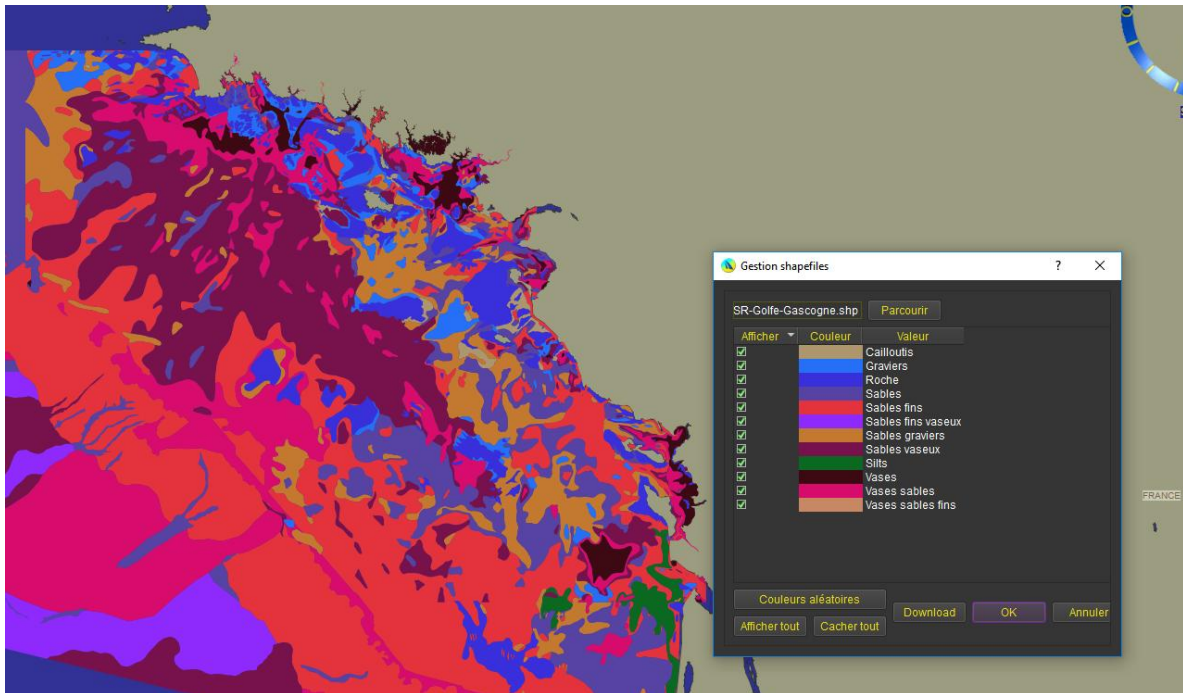 Gestion shapefiles ? X
SR-Golfe-Gascogne.shp Parcourir
Afficher Couleur Valeur
Cailloutis
Graviers
Roche
Sables
Sables fins
Sables fins vaseux
Sables graviers
Sables vaseux
Silts
Vases
Vases sables
Vases sables fins
Couleurs aléatoires
Download OK Annuler
Afficher tout Cacher tout
FRANCE